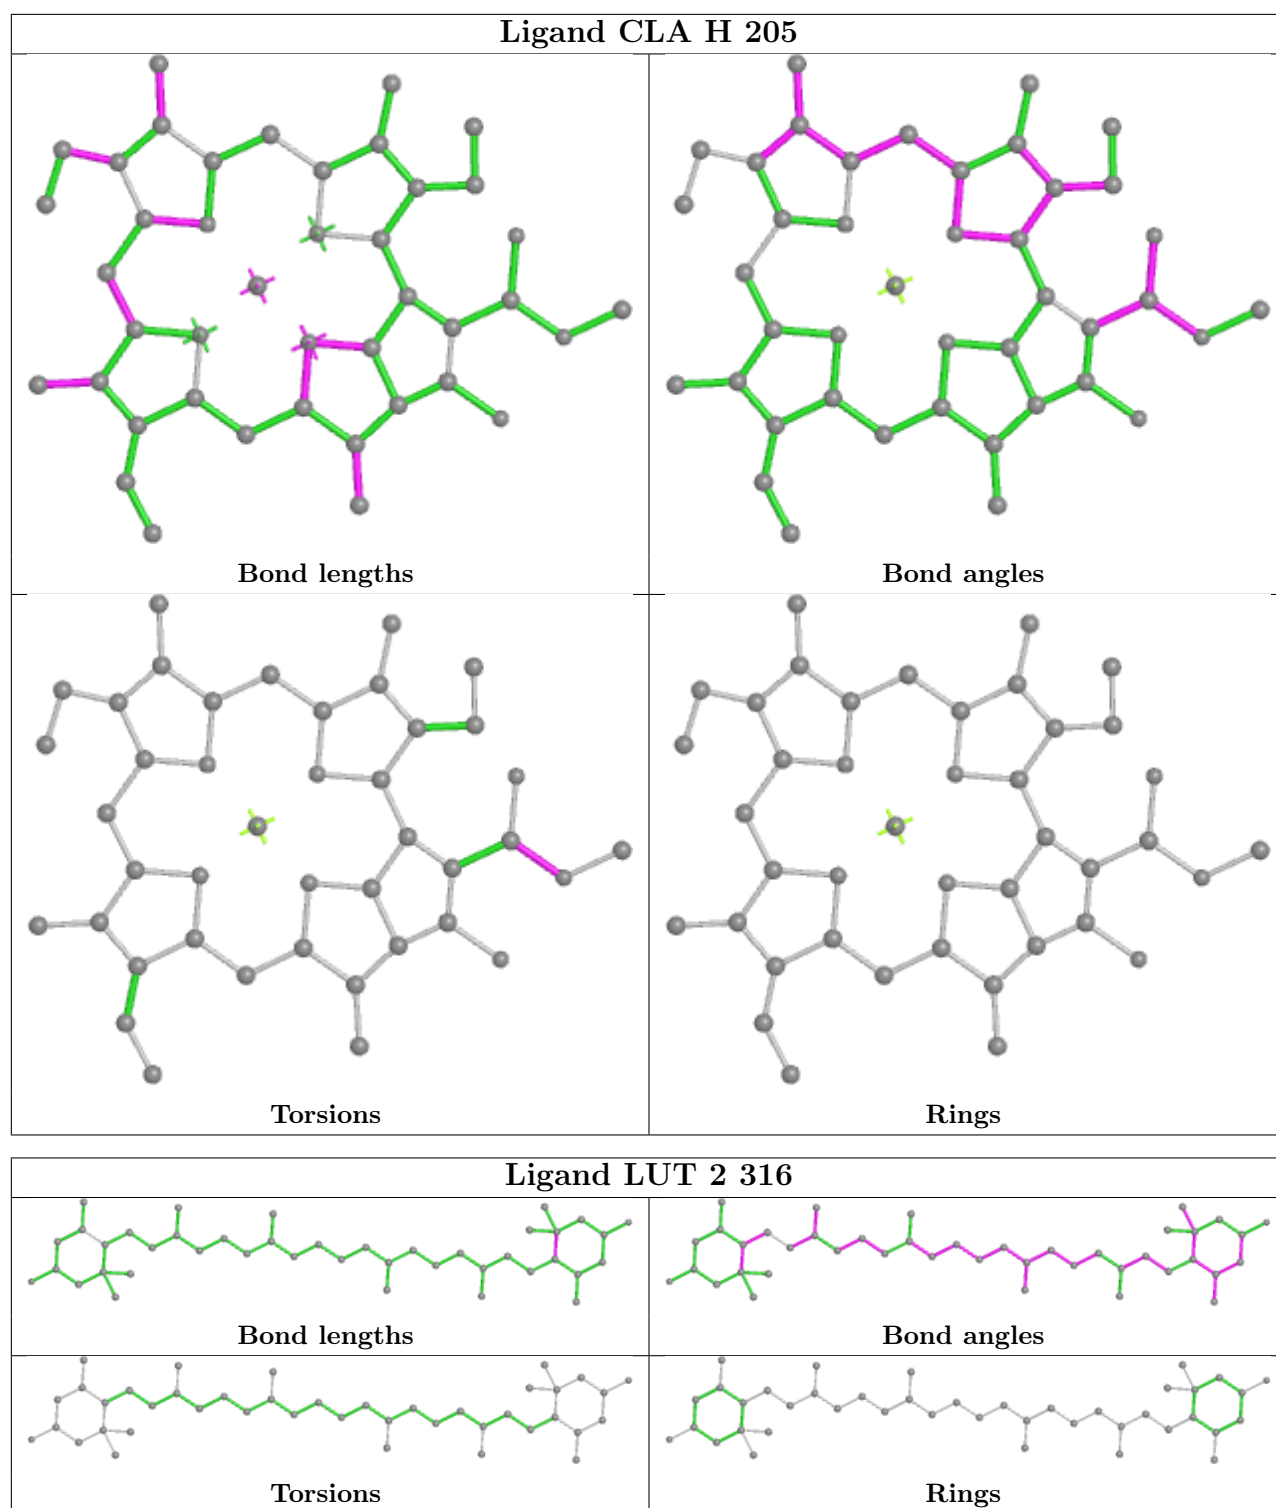 Ligand CLA H 205
Bond lengths
Bond angles
Torsions
Rings
Ligand LUT 2 316
Bond lengths
Bond angles
Torsions
Rings